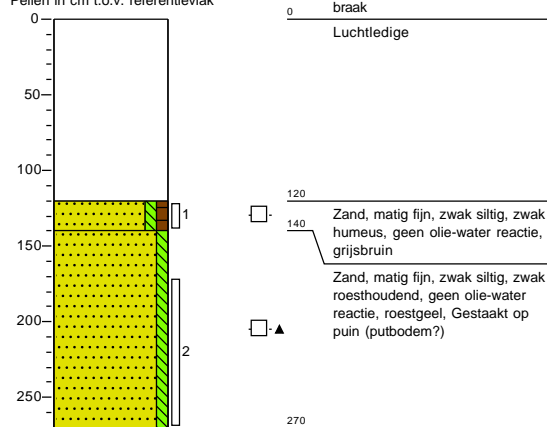 Peilen in cm t.o.v. referentievlak
0
50
100
150
200
250
1
2
0
braak
Luchtledige
120
Zand, matig fijn, zwak siltig, zwak
humeus, geen olie-water reactie,
grijsbruin
140
Zand, matig fijn, zwak siltig, zwak
roesthoudend, geen olie-water
reactie, roestgeel, Gestaakt op
puin (putbodem?)
270